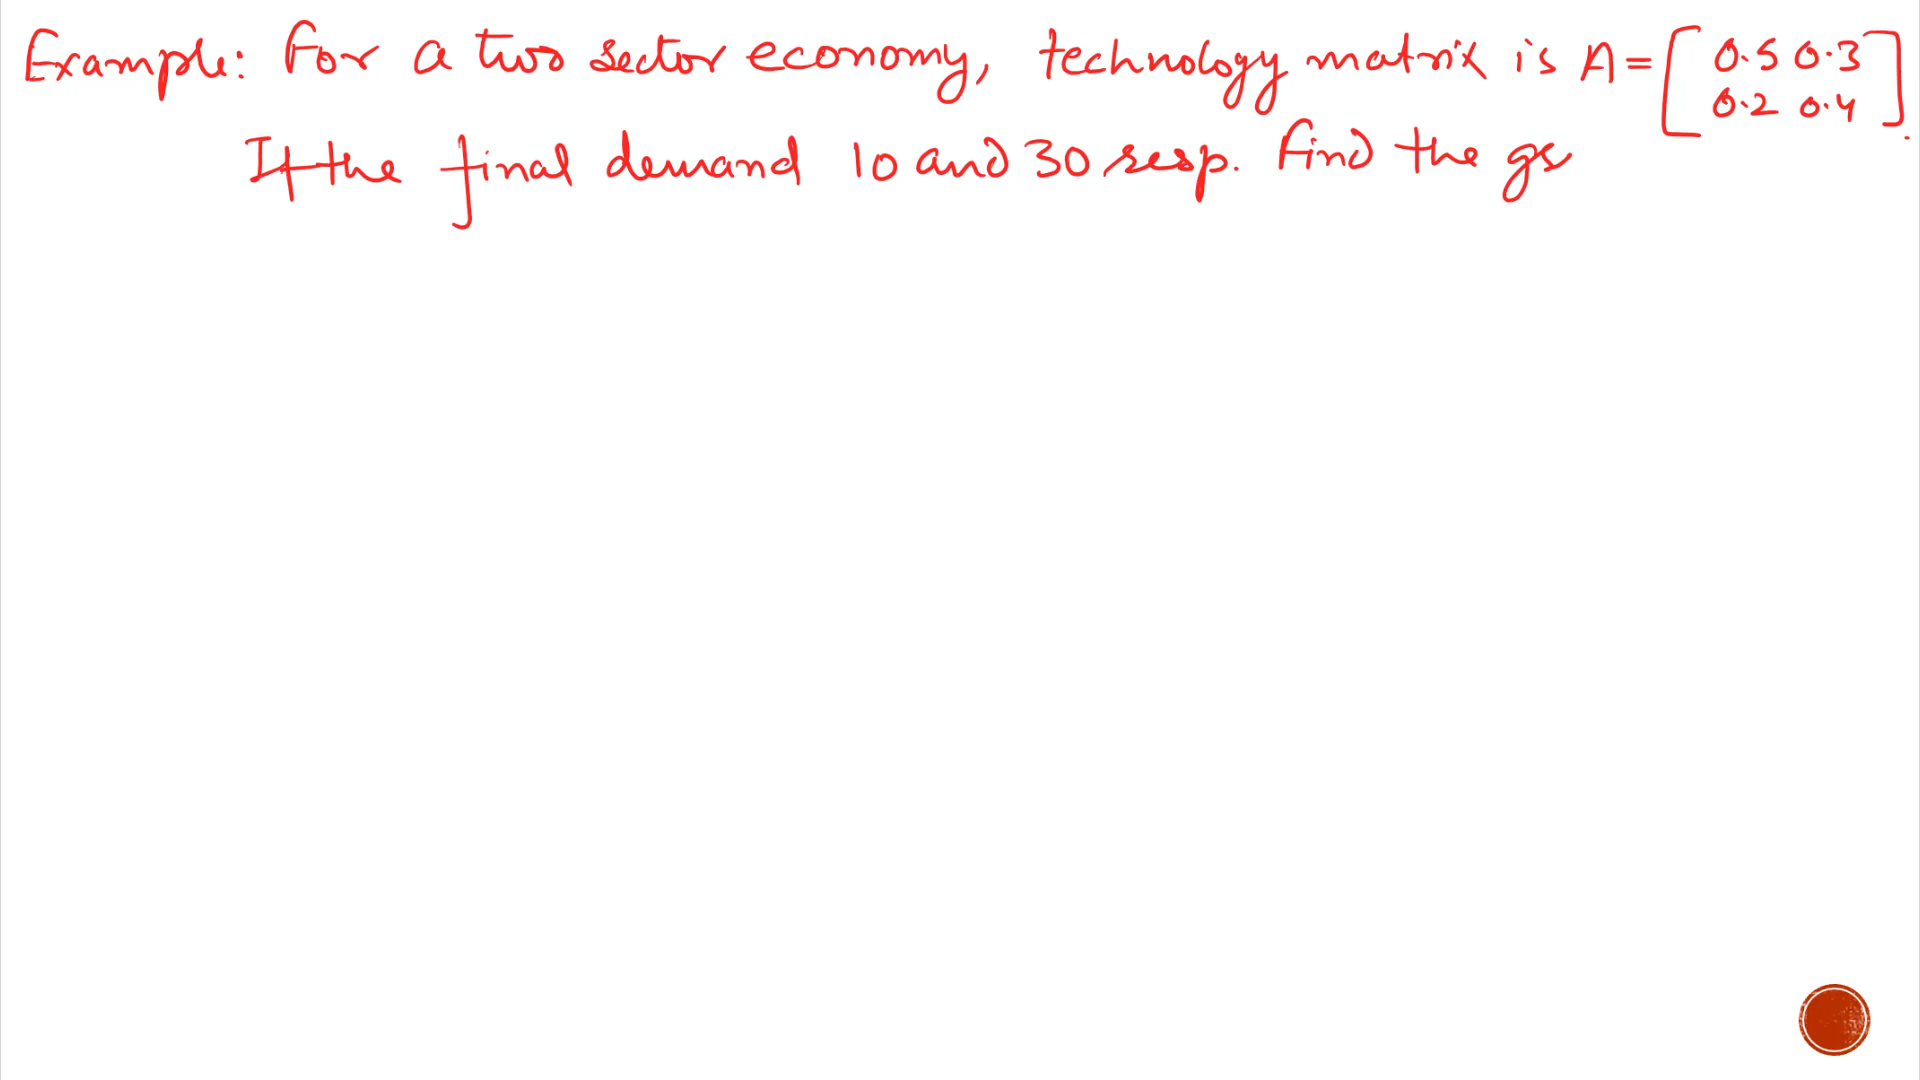 Example: For a two sector economy, technology matrix is A = [ 0.5 0.3
0.2 0.4 ].
If the final demand 10 and 30 resp. Find the